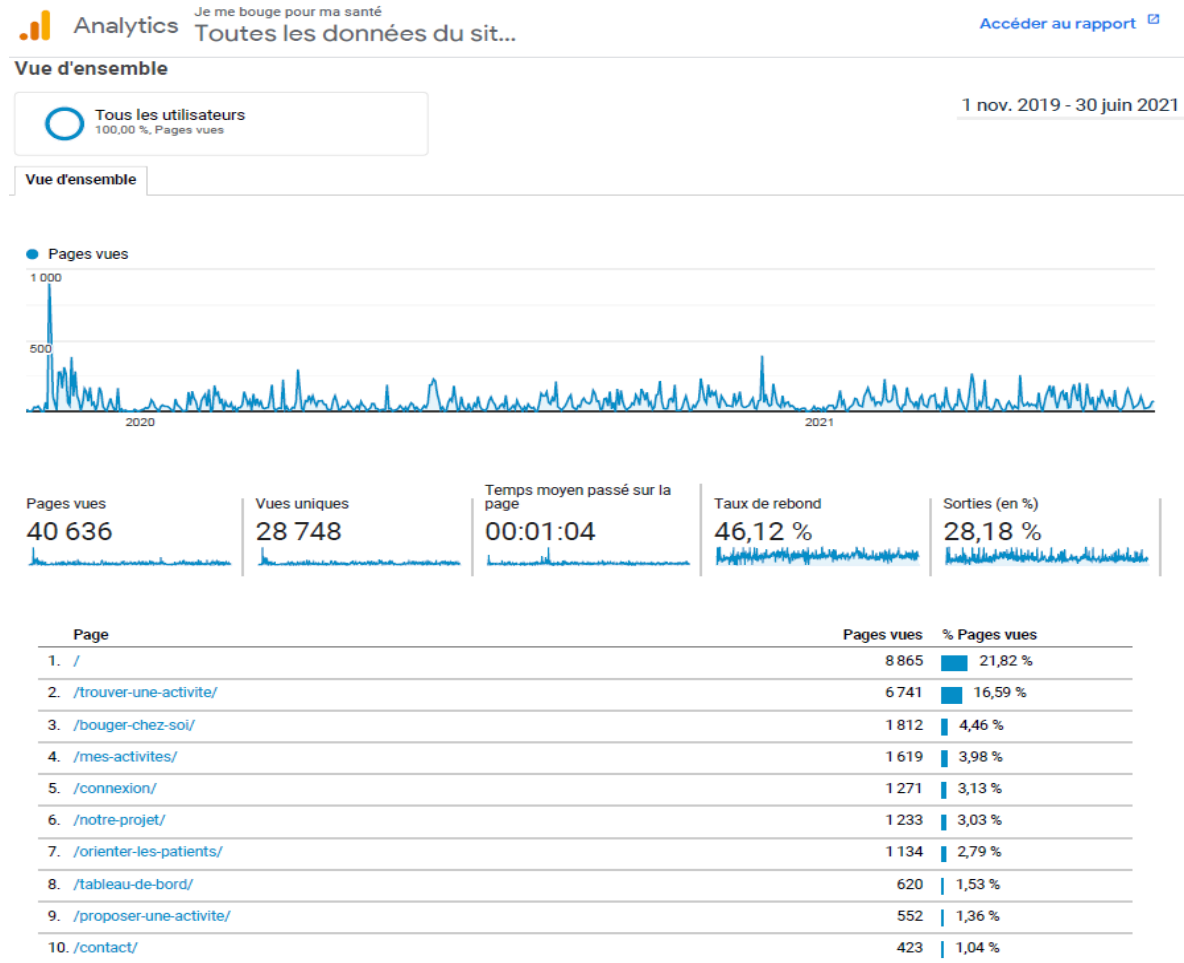 Je me bouge pour ma santé
Analytics Toutes les données du sit...
Accéder au rapport
Vue d'ensemble
Tous les utilisateurs
100,00 %, Pages vues
1 nov. 2019 - 30 juin 2021
Vue d'ensemble
Pages vues
1 000
500
2020 2021
Pages vues
40 636
Vues uniques
28 748
Temps moyen passé sur la
page
00:01:04
Taux de rebond
46,12 %
Sorties (en %)
28,18 %
Page Pages vues % Pages vues
1. / 8 865 21,82 %
2. /trouver-une-activite/ 6 741 16,59 %
3. /bouger-chez-soi/ 1 812 4,46 %
4. /mes-activites/ 1 619 3,98 %
5. /connexion/ 1 271 3,13 %
6. /notre-projet/ 1 233 3,03 %
7. /orienter-les-patients/ 1 134 2,79 %
8. /tableau-de-bord/ 620 1,53 %
9. /proposer-une-activite/ 552 1,36 %
10. /contact/ 423 1,04 %